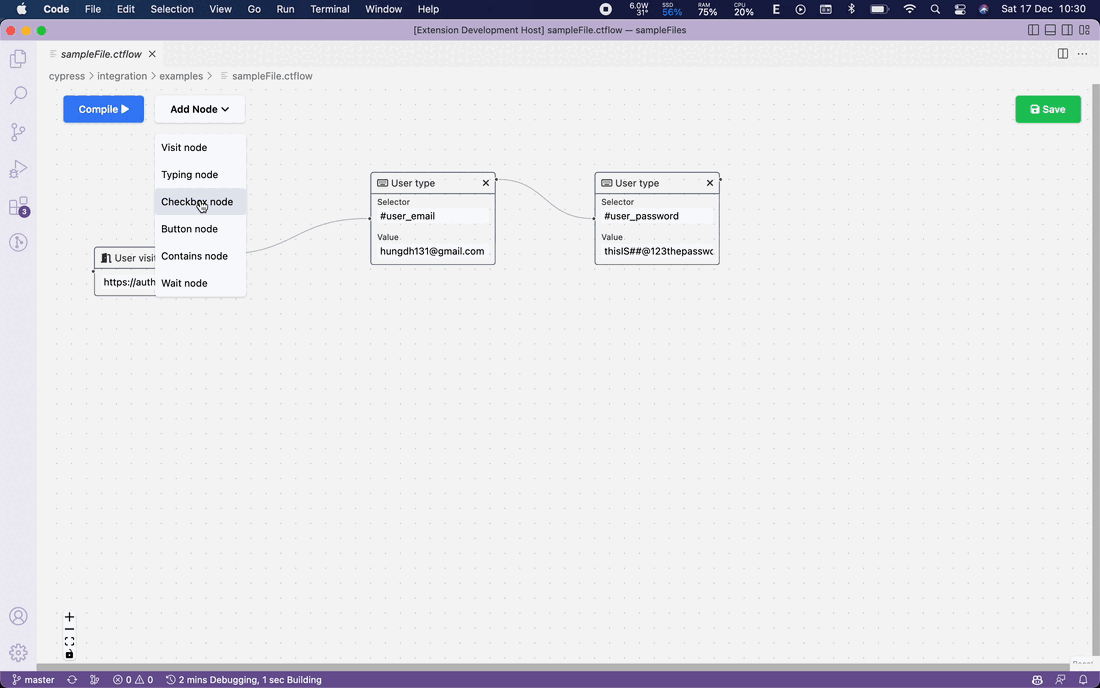 Code File Edit Selection View Go Run Terminal Window Help 6.0W 31° SSD 56% RAM 75% CPU 20% E Sat 17 Dec 10:30
[Extension Development Host] sampleFile.ctflow — sampleFiles
sampleFile.ctflow
cypress > integration > examples > sampleFile.ctflow
Compile Add Node Save
Visit node
Typing node
Checkbox node
Button node
Contains node
Wait node
User visi
https://auth
User type
Selector
#user_email
Value
hungdh131@gmail.com
User type
Selector
#user_password
Value
thisIS##@123thepasswo
3
master 0 0 2 mins Debugging, 1 sec Building